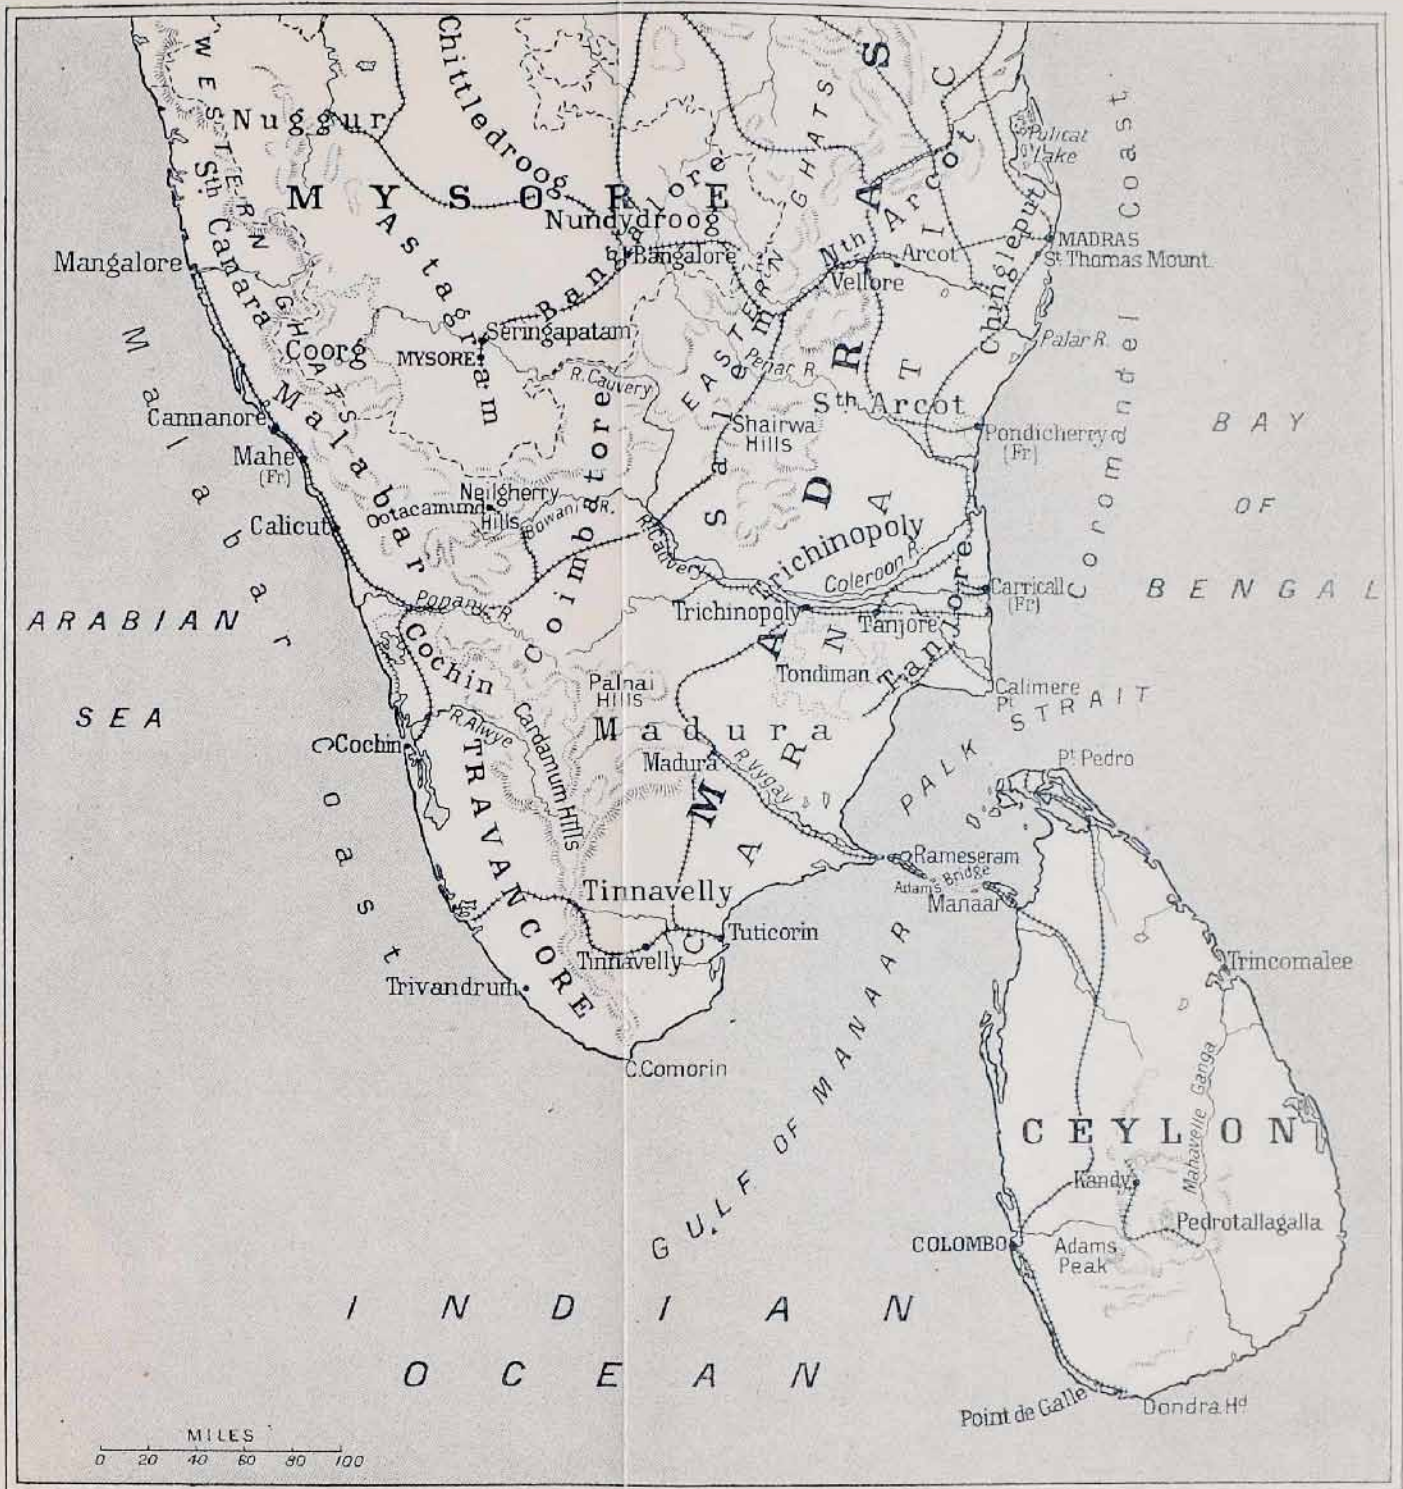 WESTERN GHATS
Nuggur
Chittledroog
MYSORE
Astagram
Sth Canara
Nundydroog
Bangalore
Bangalore
EASTERN GHATS
MADRAS
CARNATIC
Nth Arcot
Arcot
Vellore
Chingleput
Pulicat
Lake
Coromandel Coast
MADRAS
St Thomas Mount
Palar R.
Mangalore
Coorg
Seringapatam
MYSORE
R. Cauvery
Salem
Penar R.
Shairwa
Hills
Sth Arcot
Pondicherry
(Fr)
BAY
OF
BENGAL
Malabar Coast
Cannanore
Mahe
(Fr)
Malabar
Calicut
Neilgherry
Hills
Ootacamund
Bowani R.
Coimbatore
R. Cauvery
Trichinopoly
Coleroon R.
Trichinopoly
Tanjore
Tanjore
Carricall
(Fr)
Popany R.
ARABIAN
SEA
Cochin
Cochin
R. Alwye
Cardamum Hills
Palnai
Hills
Tondiman
Calimere
Pt
PALK STRAIT
Madura
Madura
R. Vygay
Pt Pedro
TRAVANCORE
Rameseram
Adam's Bridge
Manaar
Tinnavelly
Tinnavelly
Tuticorin
Trivandrum
C. Comorin
GULF OF MANAAR
Trincomalee
Mahavelle Ganga
CEYLON
Kandy
Pedrotallagalla
COLOMBO
Adams
Peak
INDIAN
OCEAN
Point de Galle
Dondra Hd
MILES
0 20 40 60 80 100